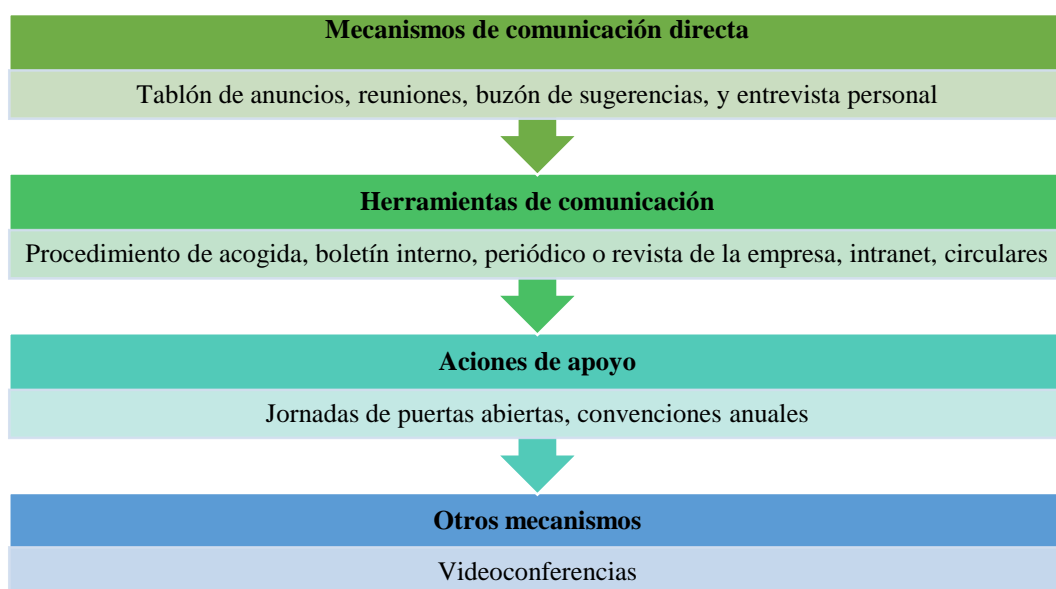 Mecanismos de comunicación directa
Tablón de anuncios, reuniones, buzón de sugerencias, y entrevista personal
Herramientas de comunicación
Procedimiento de acogida, boletín interno, periódico o revista de la empresa, intranet, circulares
Aciones de apoyo
Jornadas de puertas abiertas, convenciones anuales
Otros mecanismos
Videoconferencias